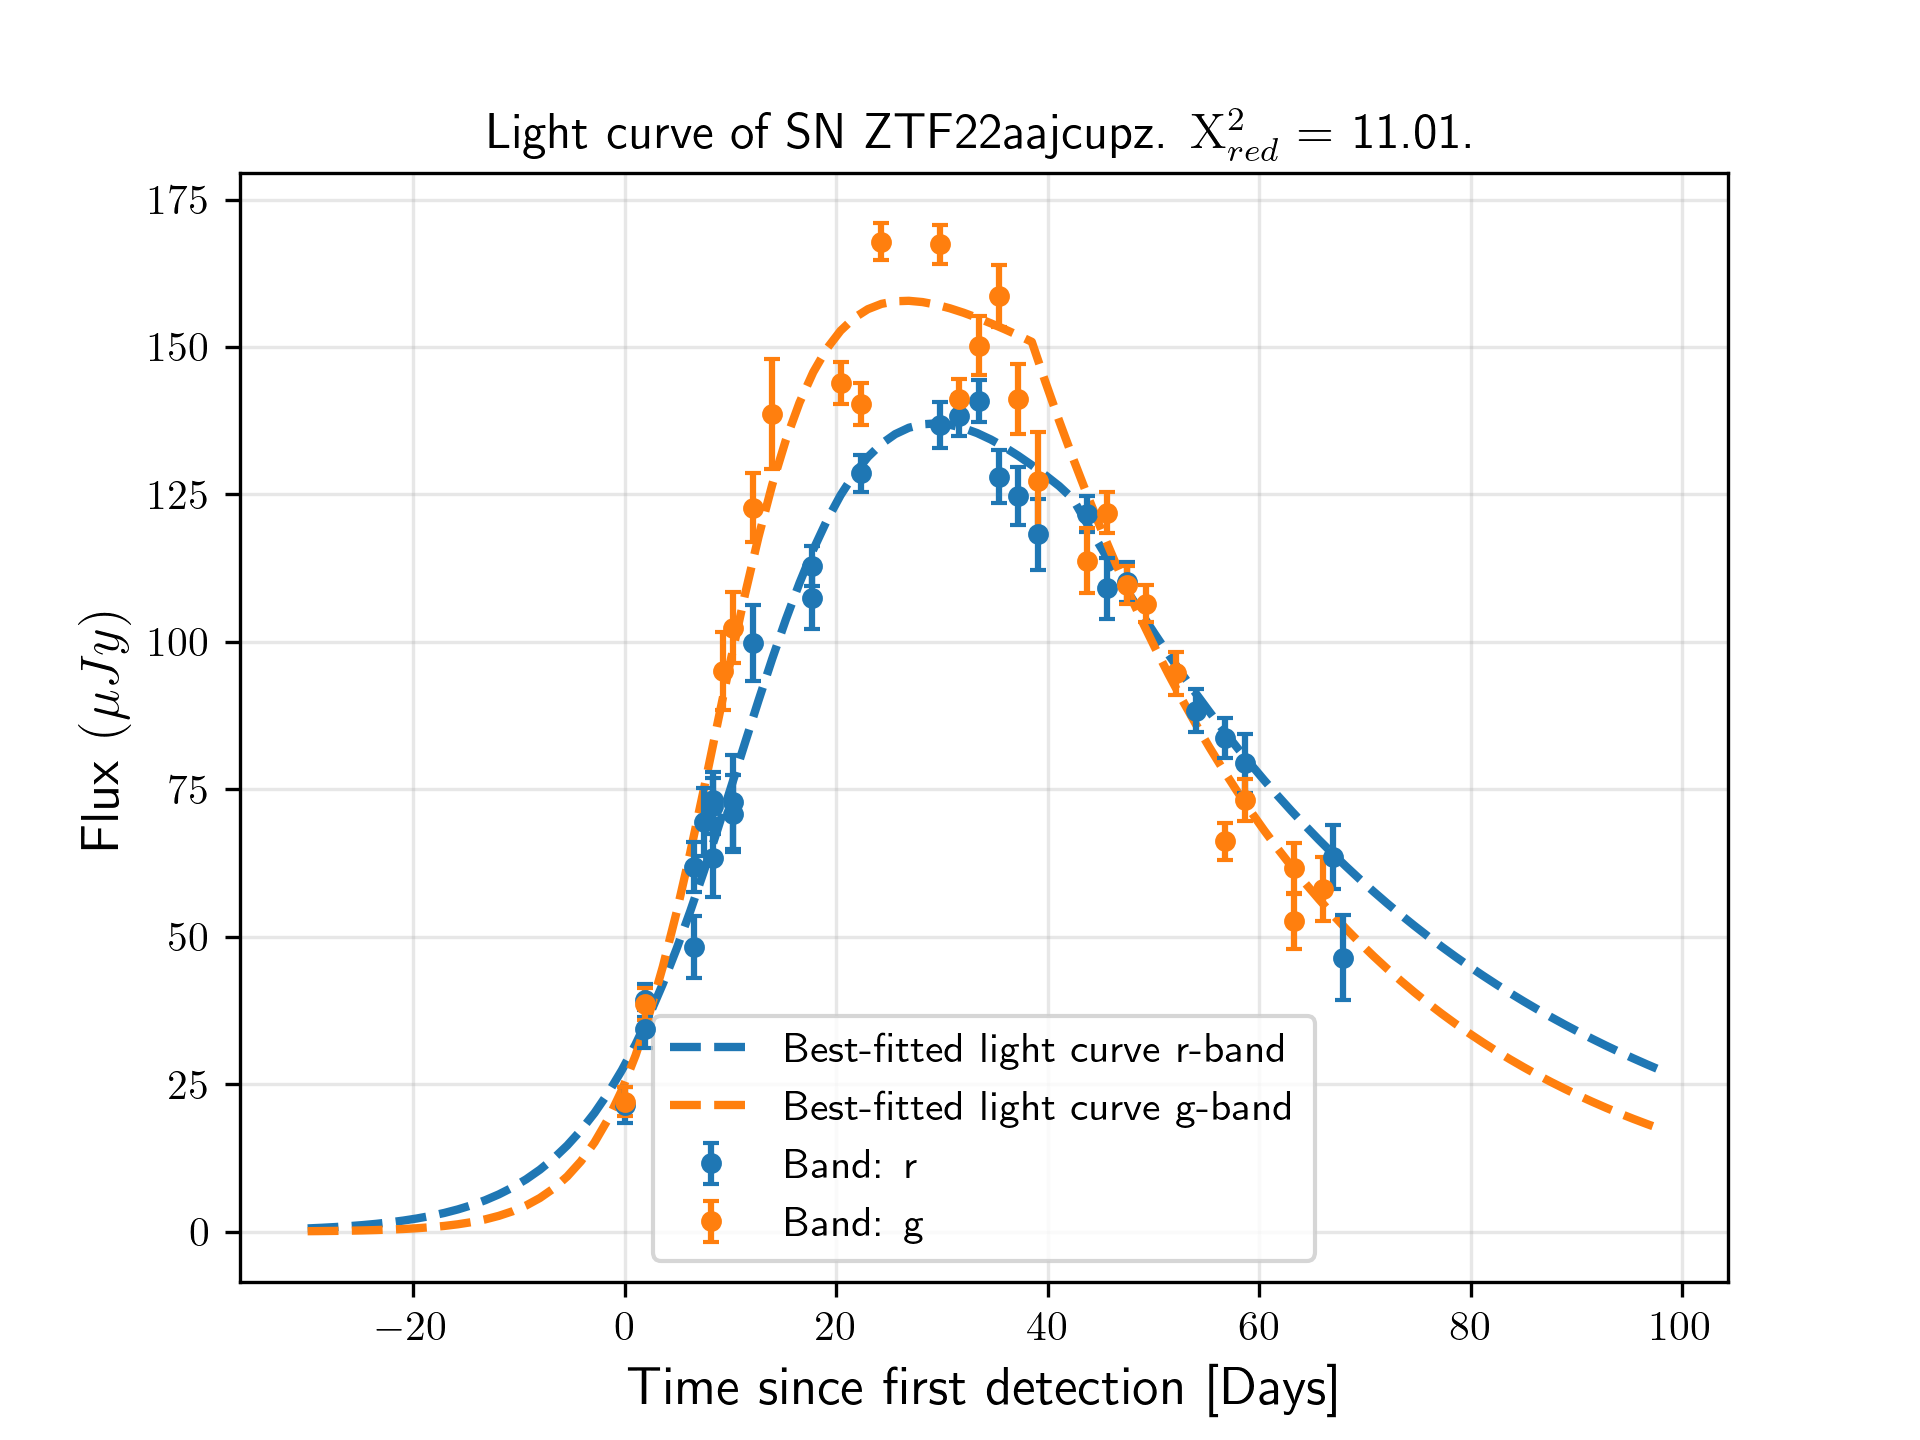 Light curve of SN ZTF22aajcupz. X²_red = 11.01.
175
150
125
100
75
50
25
0
Flux (μJy)
Best-fitted light curve r-band
Best-fitted light curve g-band
Band: r
Band: g
−20 0 20 40 60 80 100
Time since first detection [Days]